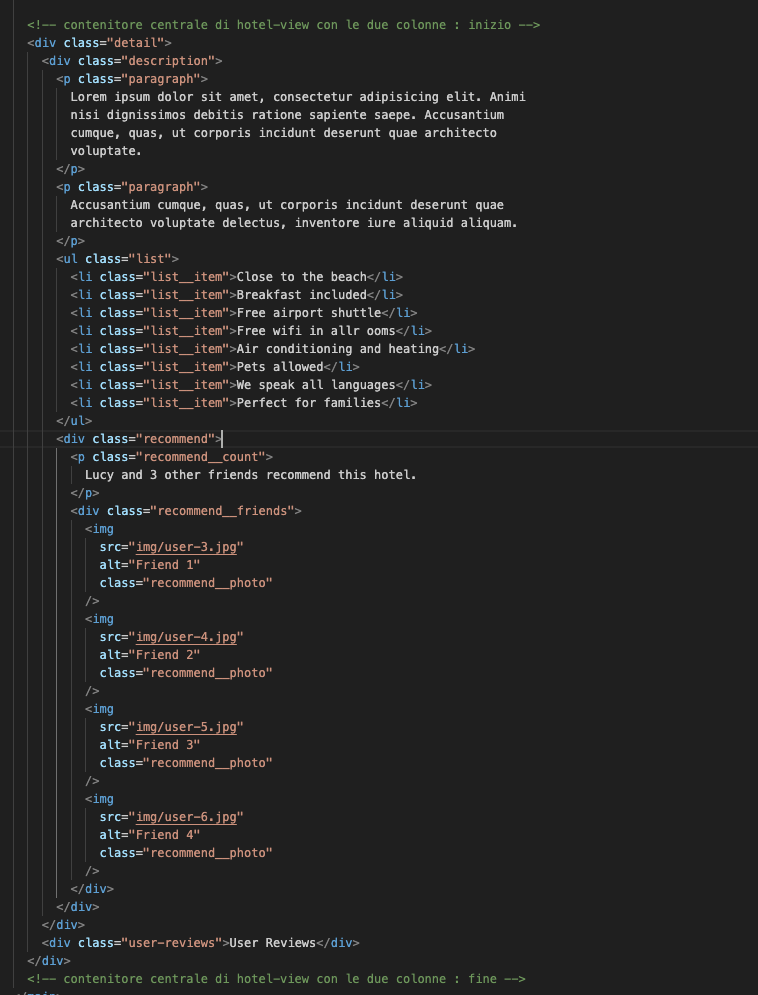 <!-- contenitore centrale di hotel-view con le due colonne : inizio -->
<div class="detail">
<div class="description">
<p class="paragraph">
Lorem ipsum dolor sit amet, consectetur adipisicing elit. Animi
nisi dignissimos debitis ratione sapiente saepe. Accusantium
cumque, quas, ut corporis incidunt deserunt quae architecto
voluptate.
</p>
<p class="paragraph">
Accusantium cumque, quas, ut corporis incidunt deserunt quae
architecto voluptate delectus, inventore iure aliquid aliquam.
</p>
<ul class="list">
<li class="list__item">Close to the beach</li>
<li class="list__item">Breakfast included</li>
<li class="list__item">Free airport shuttle</li>
<li class="list__item">Free wifi in allr ooms</li>
<li class="list__item">Air conditioning and heating</li>
<li class="list__item">Pets allowed</li>
<li class="list__item">We speak all languages</li>
<li class="list__item">Perfect for families</li>
</ul>
<div class="recommend">
<p class="recommend__count">
Lucy and 3 other friends recommend this hotel.
</p>
<div class="recommend__friends">
<img
src="img/user-3.jpg"
alt="Friend 1"
class="recommend__photo"
/>
<img
src="img/user-4.jpg"
alt="Friend 2"
class="recommend__photo"
/>
<img
src="img/user-5.jpg"
alt="Friend 3"
class="recommend__photo"
/>
<img
src="img/user-6.jpg"
alt="Friend 4"
class="recommend__photo"
/>
</div>
</div>
</div>
<div class="user-reviews">User Reviews</div>
</div>
<!-- contenitore centrale di hotel-view con le due colonne : fine -->